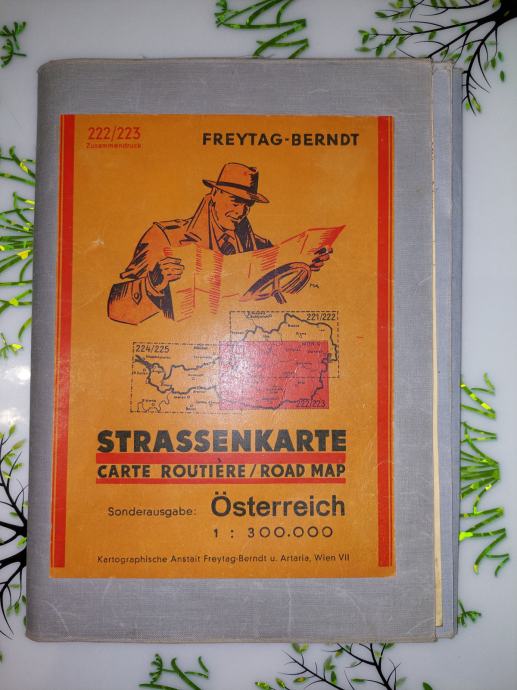 222/223
Zusammendruck
FREYTAG-BERNDT
MA
221/222
224/225
222/223
STRASSENKARTE
CARTE ROUTIÈRE/ROAD MAP
Sonderausgabe: Österreich
1 : 300.000
Kartographische Anstalt Freytag-Berndt u. Artaria, Wien VII